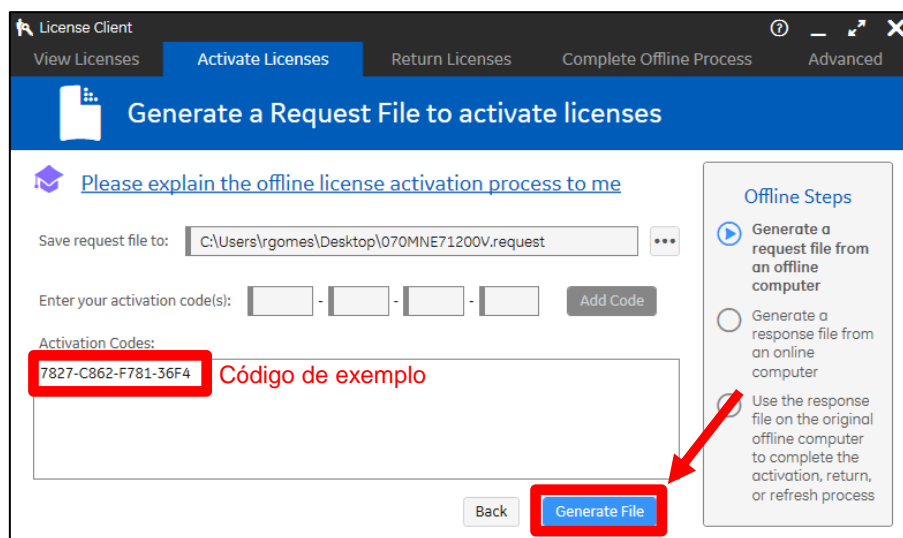 License Client
View Licenses
Activate Licenses
Return Licenses
Complete Offline Process
Advanced
Generate a Request File to activate licenses
Please explain the offline license activation process to me
Save request file to:
C:\Users\rgomes\Desktop\070MNE71200V.request
Enter your activation code(s):
-
-
-
Add Code
Activation Codes:
7827-C862-F781-36F4
Código de exemplo
Back
Generate File
Offline Steps
Generate a
request file from
an offline
computer
Generate a
response file from
an online
computer
Use the response
file on the original
offline computer
to complete the
activation, return,
or refresh process